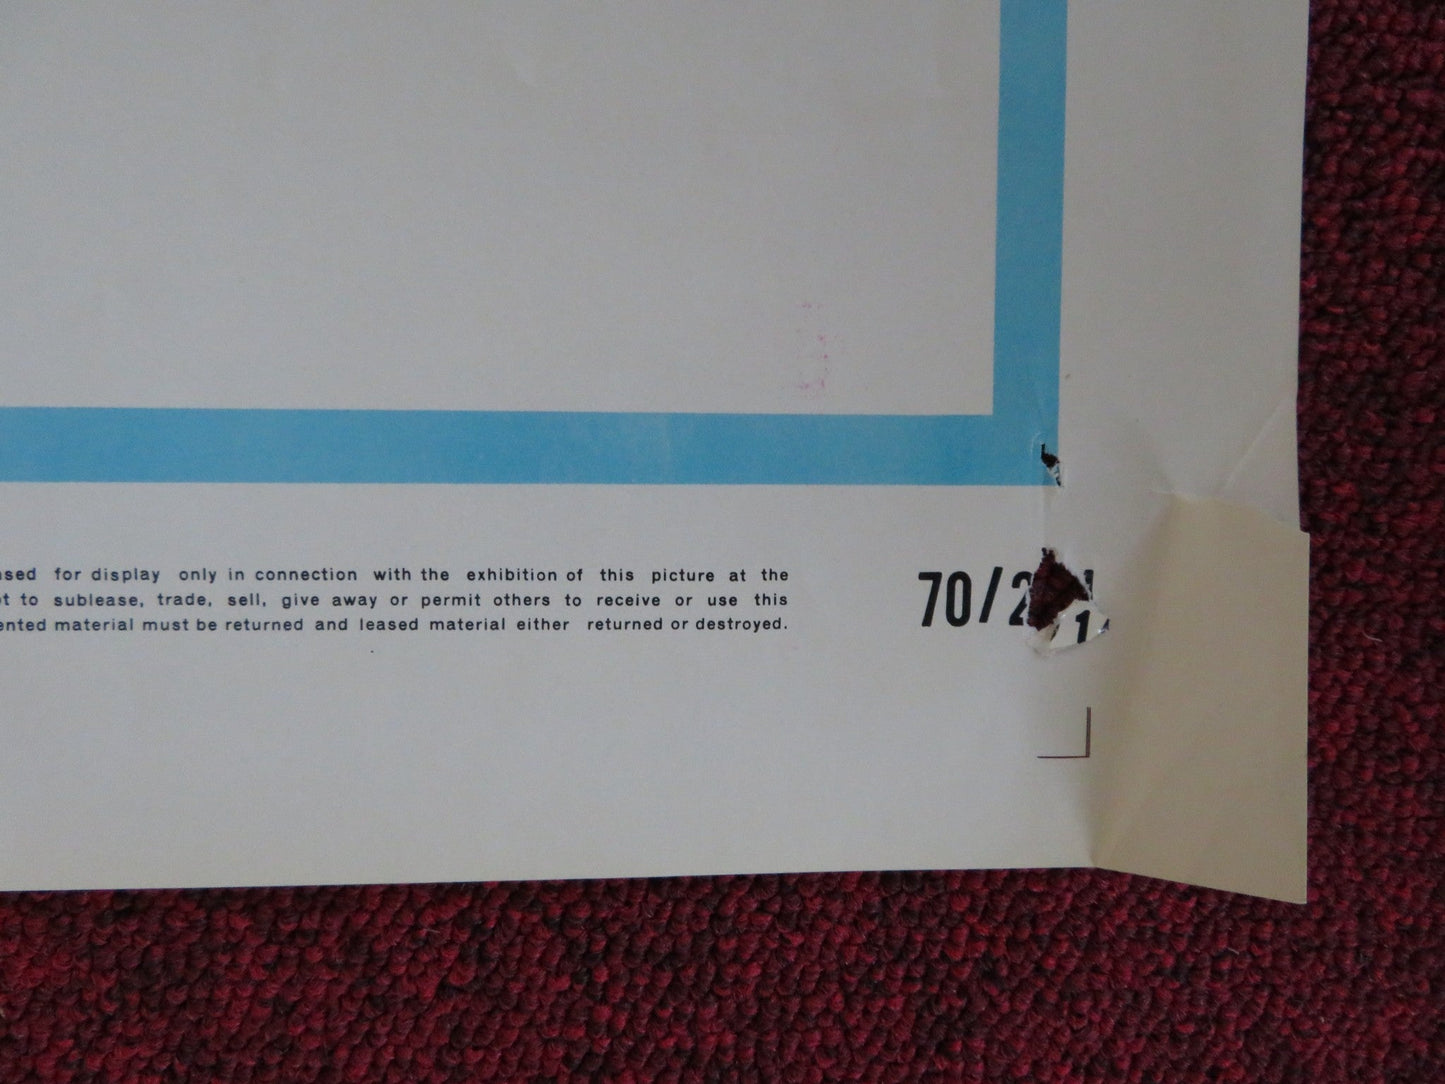 for display only in connection with the exhibition of this picture at the
to sublease, trade, sell, give away or permit others to receive or use this
material must be returned and leased material either returned or destroyed.
70/2